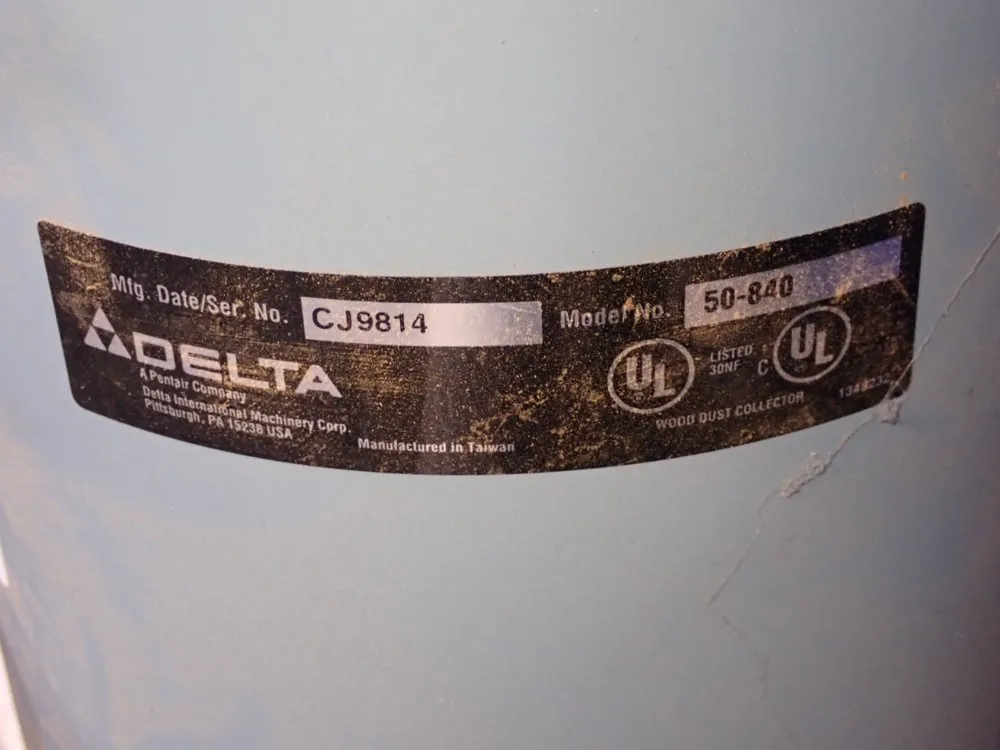 Mfg. Date/Ser. No. CJ9814 Model No. 50-840
DELTA
A Pentair Company
Delta International Machinery Corp.
Pittsburgh, PA 15238 USA
Manufactured in Taiwan
UL LISTED C UL
30NF
WOOD DUST COLLECTOR